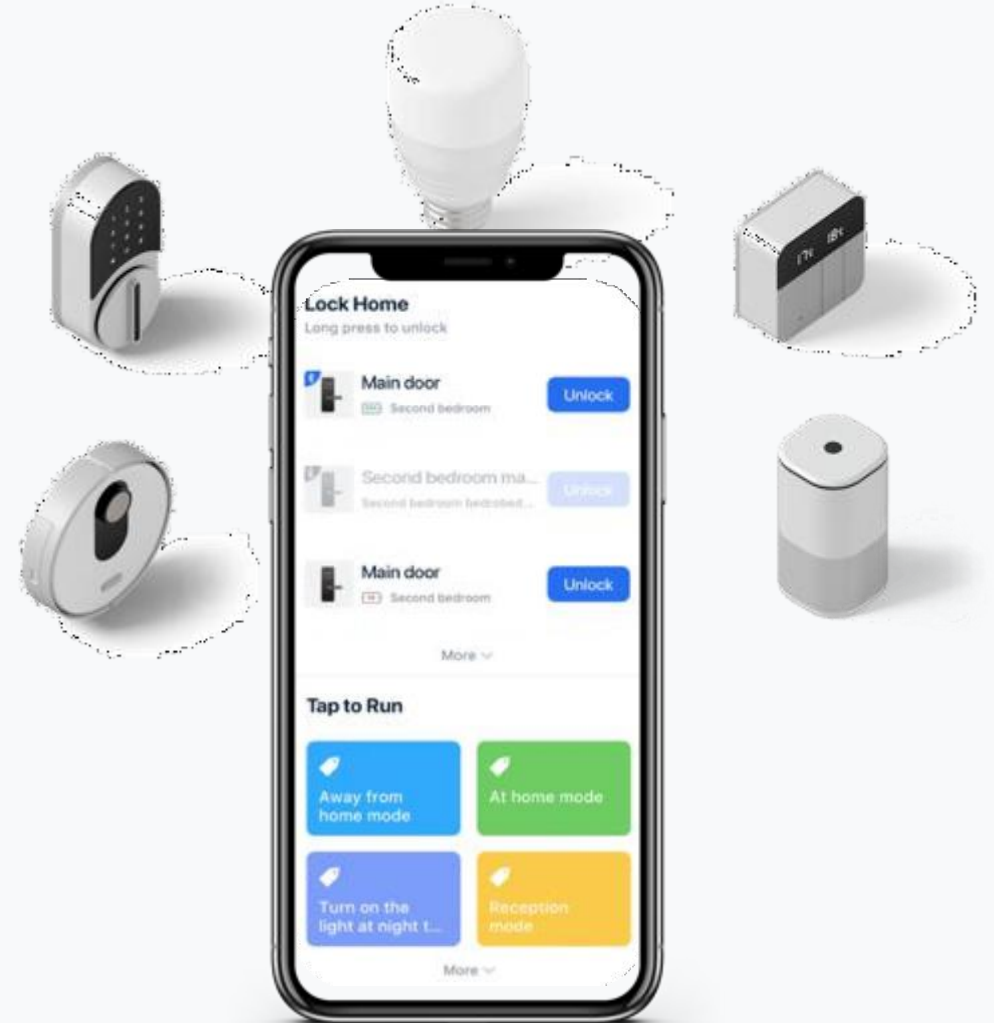 Lock Home
Long press to unlock
Main door
Unlock
Second bedroom
Second bedroom ma...
Unlock
Second bedroom
Main door
Unlock
Second bedroom
More
Tap to Run
Away from
home mode
At home mode
Turn on the
light at night t...
Reception
mode
More